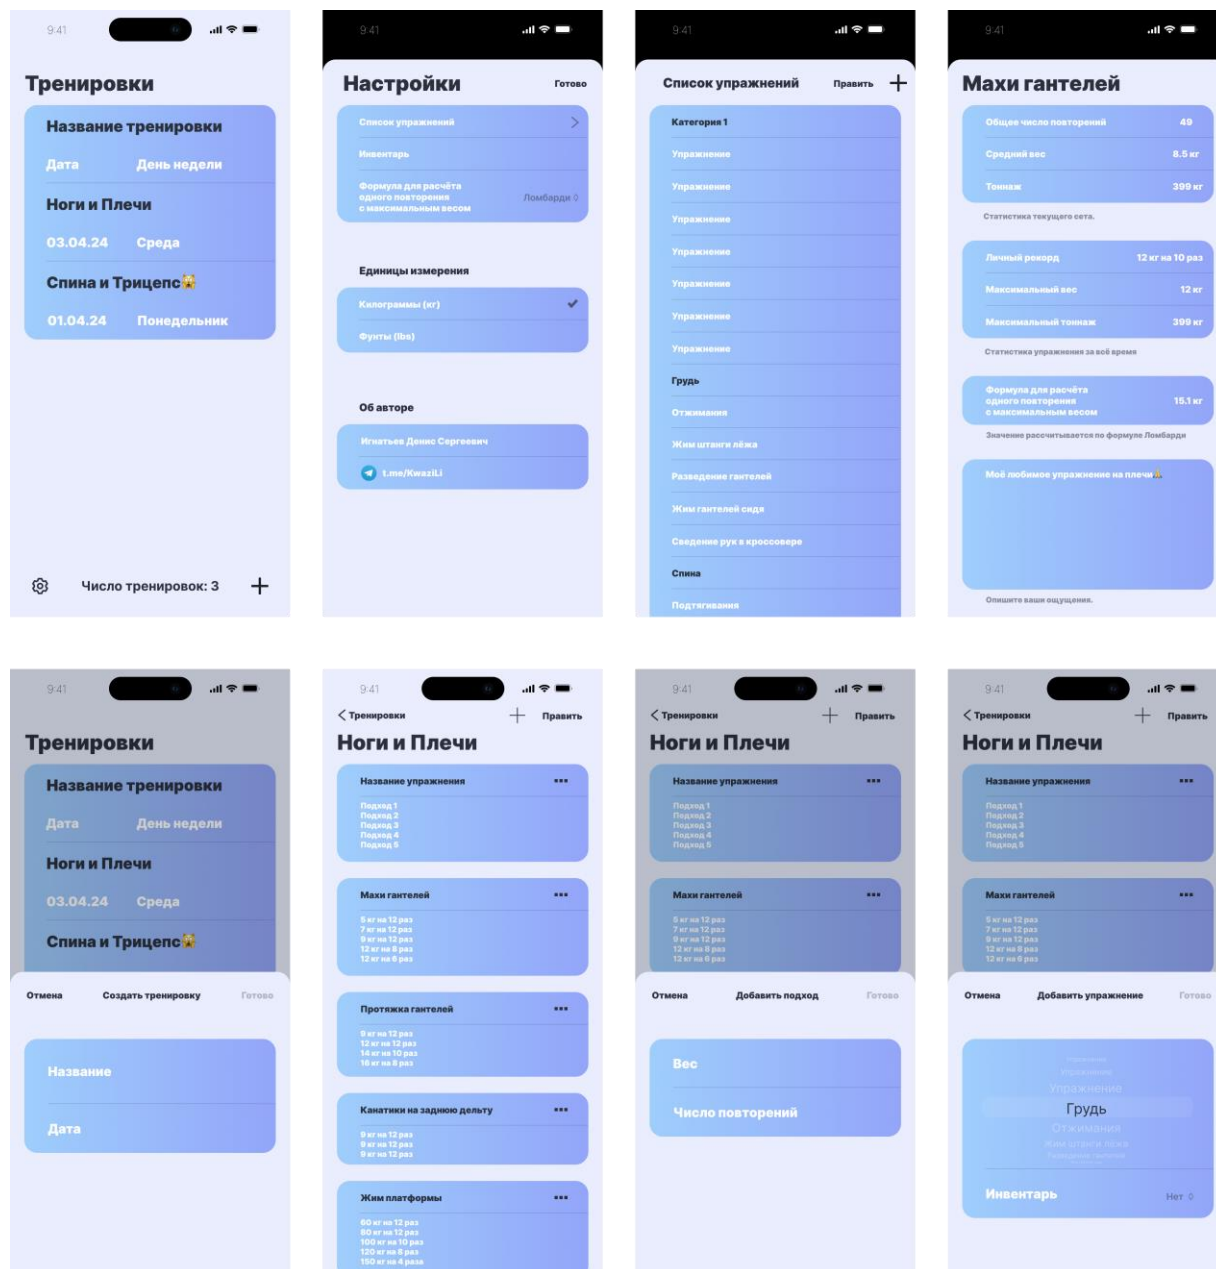 9:41
Тренировки
Название тренировки
Дата День недели
Ноги и Плечи
03.04.24 Среда
Спина и Трицепс🙀
01.04.24 Понедельник
Число тренировок: 3
9:41
Настройки Готово
Список упражнений
Инвентарь
Формула для расчёта
одного повторения
с максимальным весом
Ломбарди
Единицы измерения
Килограммы (кг)
Фунты (lbs)
Об авторе
Игнатьев Денис Сергеевич
t.me/KwaziLi
9:41
Список упражнений Править
Категория 1
Упражнение
Упражнение
Упражнение
Упражнение
Упражнение
Упражнение
Упражнение
Грудь
Отжимания
Жим штанги лёжа
Разведение гантелей
Жим гантелей сидя
Сведение рук в кроссовере
Спина
Подтягивания
9:41
Махи гантелей
Общее число повторений 49
Средний вес 8.5 кг
Тоннаж 399 кг
Статистика текущего сета.
Личный рекорд 12 кг на 10 раз
Максимальный вес 12 кг
Максимальный тоннаж 399 кг
Статистика упражнения за всё время
Формула для расчёта
одного повторения
с максимальным весом
15.1 кг
Значение рассчитывается по формуле Ломбарди
Моё любимое упражнение на плечи🙏
Опишите ваши ощущения.
9:41
Тренировки
Название тренировки
Дата День недели
Ноги и Плечи
03.04.24 Среда
Спина и Трицепс🙀
Отмена Создать тренировку Готово
Название
Дата
9:41
Тренировки Править
Ноги и Плечи
Название упражнения
Подход 1
Подход 2
Подход 3
Подход 4
Подход 5
Махи гантелей
5 кг на 12 раз
7 кг на 12 раз
9 кг на 12 раз
12 кг на 8 раз
12 кг на 6 раз
Протяжка гантелей
9 кг на 12 раз
12 кг на 12 раз
14 кг на 10 раз
16 кг на 8 раз
Канатики на заднюю дельту
9 кг на 12 раз
9 кг на 12 раз
9 кг на 12 раз
Жим платформы
60 кг на 12 раз
80 кг на 12 раз
100 кг на 10 раз
120 кг на 6 раз
150 кг на 4 раза
9:41
Тренировки Править
Ноги и Плечи
Название упражнения
Подход 1
Подход 2
Подход 3
Подход 4
Подход 5
Махи гантелей
5 кг на 12 раз
7 кг на 12 раз
9 кг на 12 раз
12 кг на 8 раз
12 кг на 6 раз
Отмена Добавить подход Готово
Вес
Число повторений
9:41
Тренировки Править
Ноги и Плечи
Название упражнения
Подход 1
Подход 2
Подход 3
Подход 4
Подход 5
Махи гантелей
5 кг на 12 раз
7 кг на 12 раз
9 кг на 12 раз
12 кг на 8 раз
12 кг на 6 раз
Отмена Добавить упражнение Готово
Упражнение
Упражнение
Грудь
Отжимания
Жим штанги лежа
Разведение гантелей
Инвентарь Нет